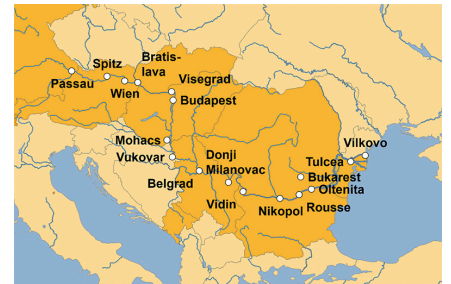 Spitz
Bratis-
lava
Passau
Wien
Visegrad
Budapest
Mohacs
Vukovar
Donji
Milanovac
Belgrad
Vidin
Vilkovo
Tulcea
Bukarest
Oltenita
Nikopol
Rousse